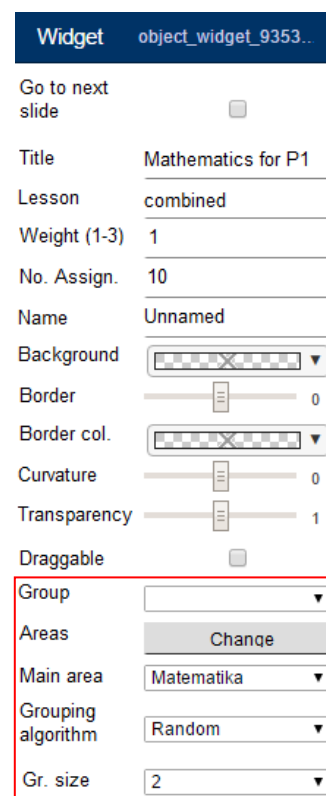 Widget object_widget_9353..
Go to next
slide
Title Mathematics for P1
Lesson combined
Weight (1-3) 1
No. Assign. 10
Name Unnamed
Background
Border 0
Border col.
Curvature 0
Transparency 1
Draggable
Group
Areas Change
Main area Matematika
Grouping
algorithm Random
Gr. size 2